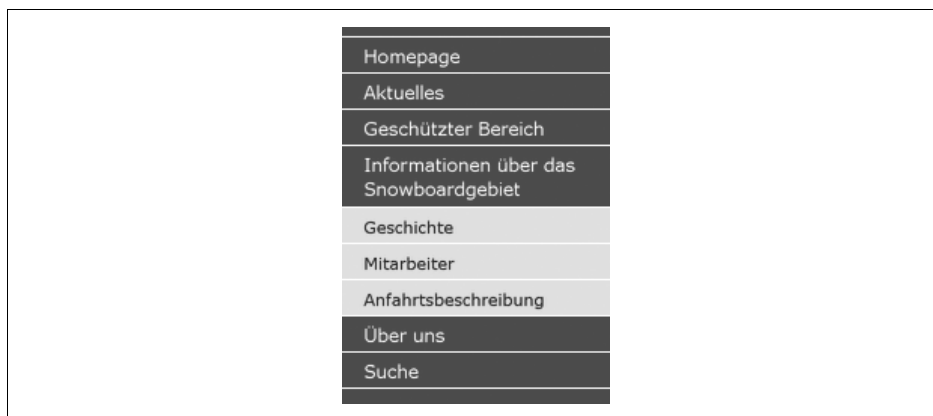 Homepage
Aktuelles
Geschützter Bereich
Informationen über das
Snowboardgebiet
Geschichte
Mitarbeiter
Anfahrtsbeschreibung
Über uns
Suche